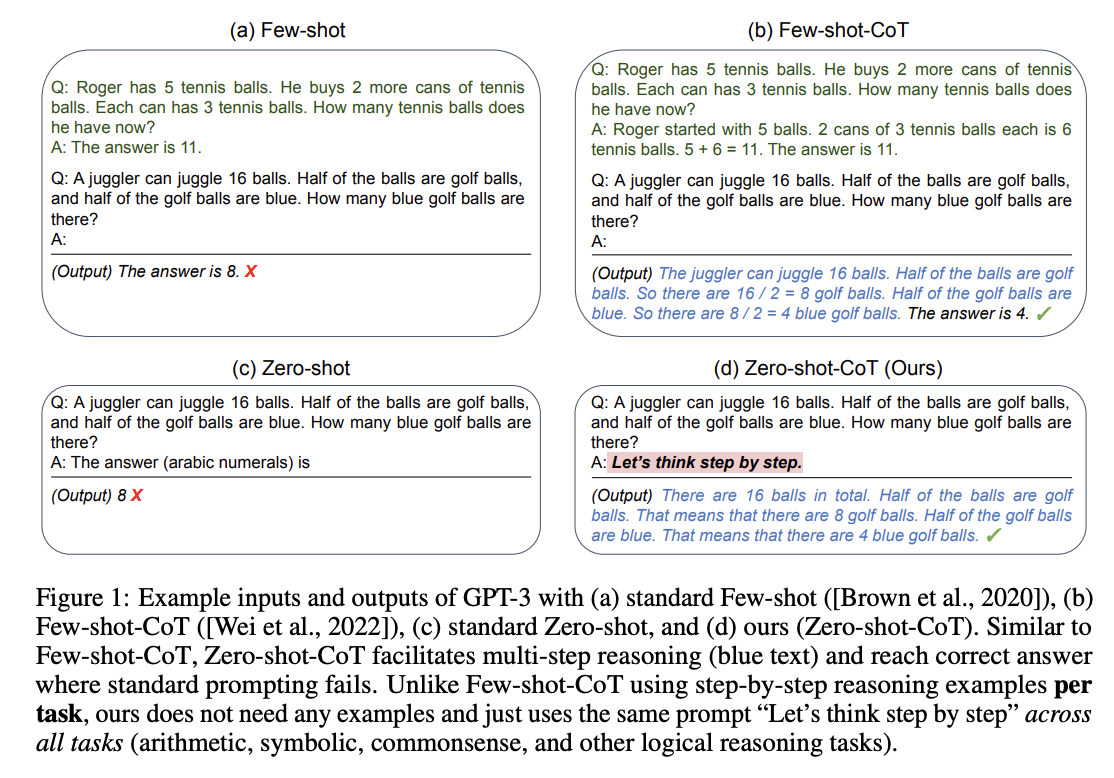 (a) Few-shot
Q: Roger has 5 tennis balls. He buys 2 more cans of tennis
balls. Each can has 3 tennis balls. How many tennis balls does
he have now?
A: The answer is 11.
Q: A juggler can juggle 16 balls. Half of the balls are golf balls,
and half of the golf balls are blue. How many blue golf balls are
there?
A:
(Output) The answer is 8. X
(b) Few-shot-CoT
Q: Roger has 5 tennis balls. He buys 2 more cans of tennis
balls. Each can has 3 tennis balls. How many tennis balls does
he have now?
A: Roger started with 5 balls. 2 cans of 3 tennis balls each is 6
tennis balls. 5 + 6 = 11. The answer is 11.
Q: A juggler can juggle 16 balls. Half of the balls are golf balls,
and half of the golf balls are blue. How many blue golf balls are
there?
A:
(Output) The juggler can juggle 16 balls. Half of the balls are golf
balls. So there are 16 / 2 = 8 golf balls. Half of the golf balls are
blue. So there are 8 / 2 = 4 blue golf balls. The answer is 4. ✓
(c) Zero-shot
Q: A juggler can juggle 16 balls. Half of the balls are golf balls,
and half of the golf balls are blue. How many blue golf balls are
there?
A: The answer (arabic numerals) is
(Output) 8 X
(d) Zero-shot-CoT (Ours)
Q: A juggler can juggle 16 balls. Half of the balls are golf balls,
and half of the golf balls are blue. How many blue golf balls are
there?
A: Let's think step by step.
(Output) There are 16 balls in total. Half of the balls are golf
balls. That means that there are 8 golf balls. Half of the golf balls
are blue. That means that there are 4 blue golf balls. ✓
Figure 1: Example inputs and outputs of GPT-3 with (a) standard Few-shot ([Brown et al., 2020]), (b)
Few-shot-CoT ([Wei et al., 2022]), (c) standard Zero-shot, and (d) ours (Zero-shot-CoT). Similar to
Few-shot-CoT, Zero-shot-CoT facilitates multi-step reasoning (blue text) and reach correct answer
where standard prompting fails. Unlike Few-shot-CoT using step-by-step reasoning examples per
task, ours does not need any examples and just uses the same prompt “Let's think step by step” across
all tasks (arithmetic, symbolic, commonsense, and other logical reasoning tasks).